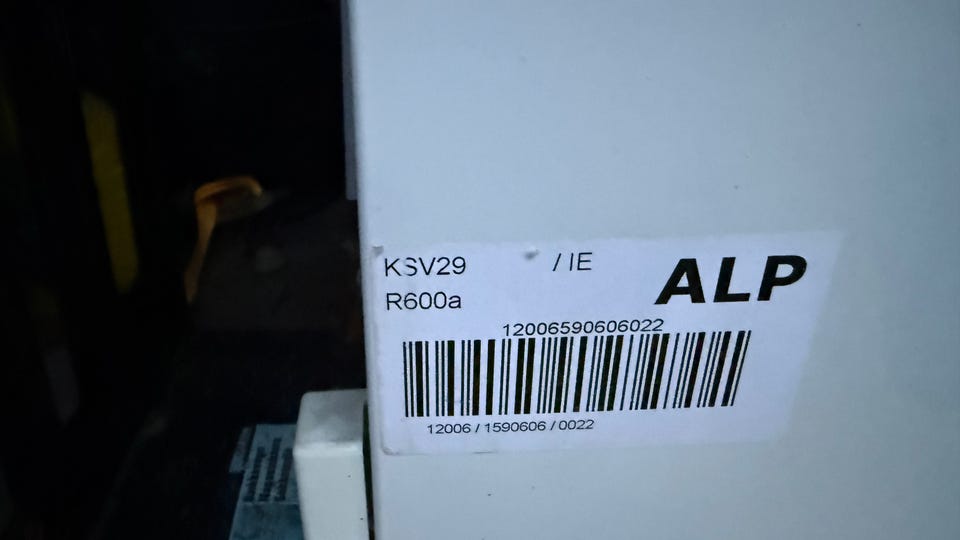 KSV29 / IE
R600a
ALP
12006590606022
12006 / 1590606 / 0022